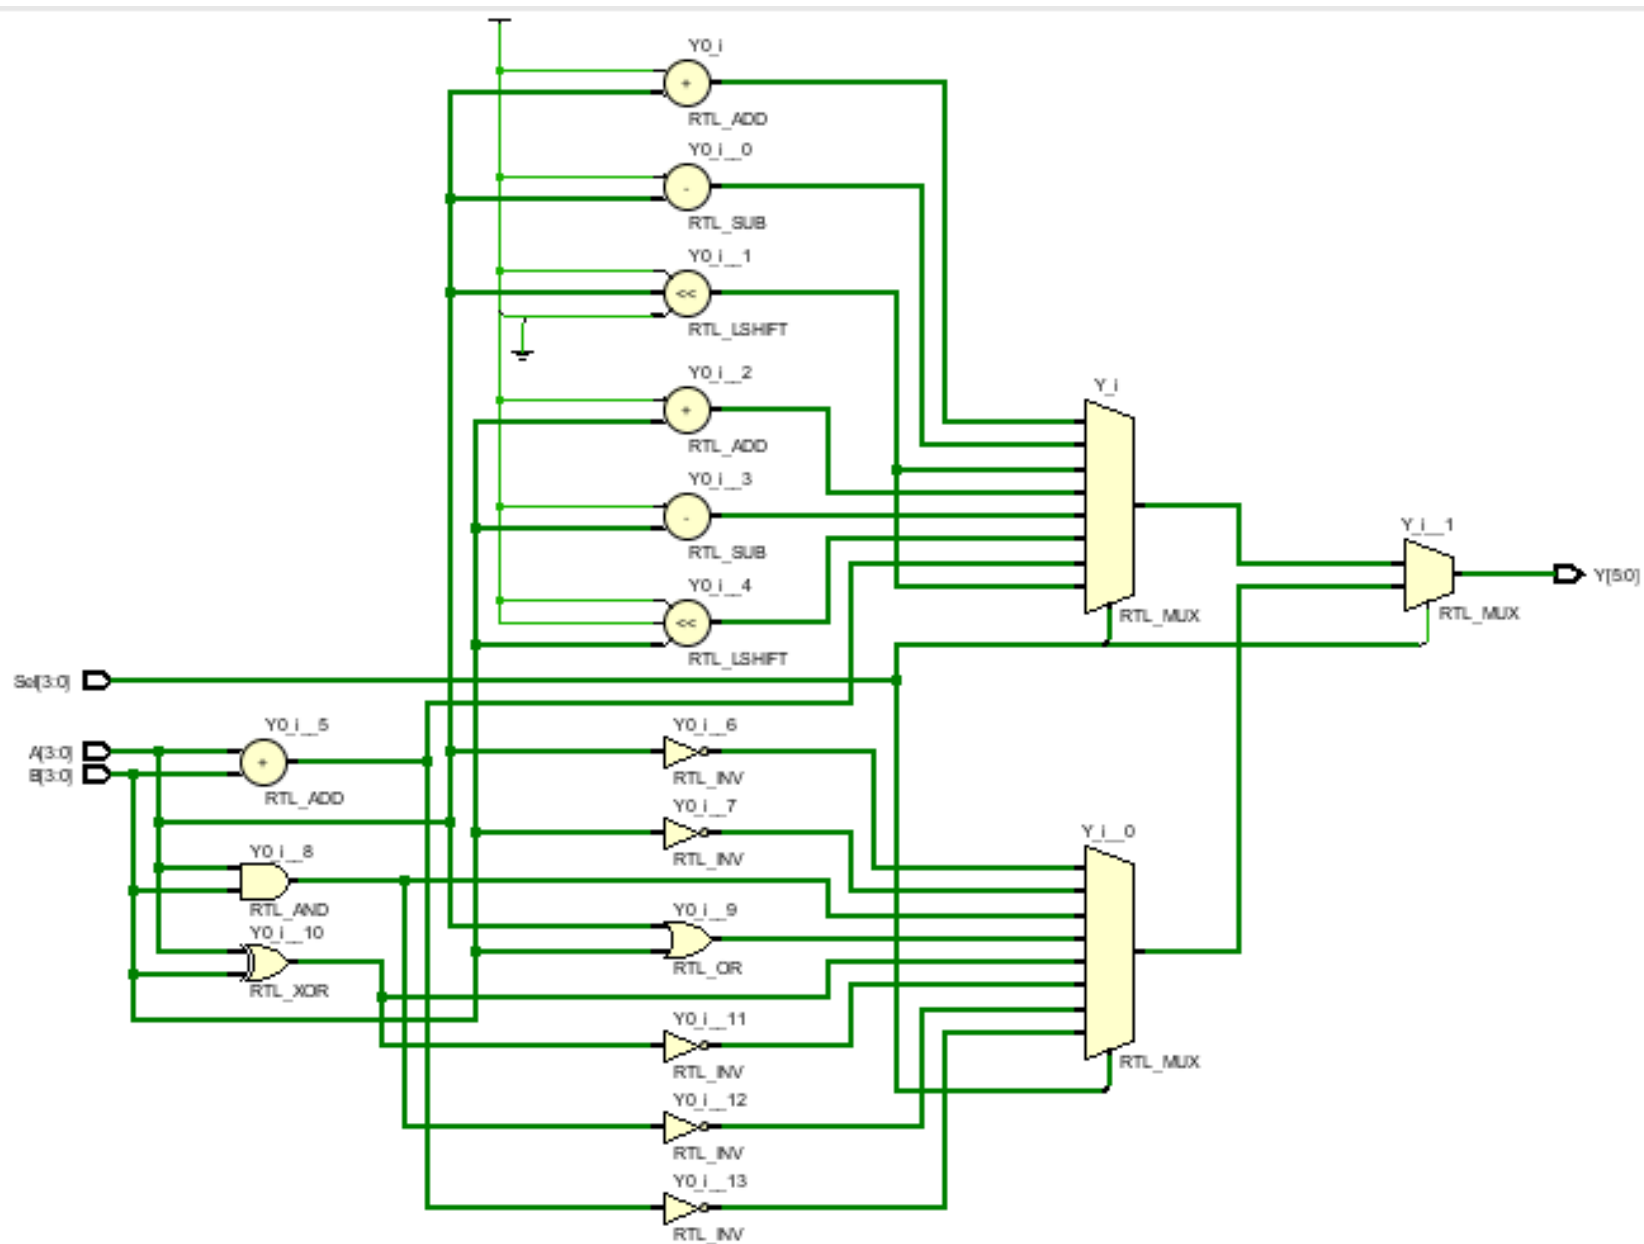 Y0_i
+
RTL_ADD
Y0_i__0
-
RTL_SUB
Y0_i__1
<<
RTL_LSHIFT
Y0_i__2
+
RTL_ADD
Y0_i__3
-
RTL_SUB
Y0_i__4
<<
RTL_LSHIFT
Y_i
RTL_MUX
Y_i__1
RTL_MUX
Y[5:0]
Sel[3:0]
A[3:0]
B[3:0]
Y0_i__5
+
RTL_ADD
Y0_i__6
RTL_INV
Y0_i__7
RTL_INV
Y0_i__8
RTL_AND
Y0_i__9
RTL_OR
Y0_i__10
RTL_XOR
Y0_i__11
RTL_INV
Y0_i__12
RTL_INV
Y0_i__13
RTL_INV
Y_i__0
RTL_MUX